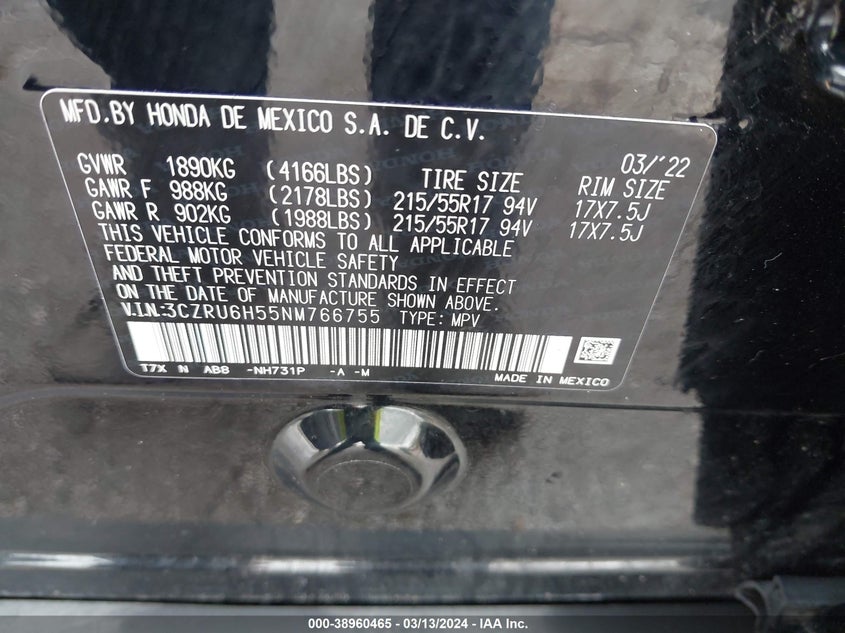 MFD.BY HONDA DE MEXICO S.A. DE C.V.
03/'22
GVWR 1890KG (4166LBS) TIRE SIZE RIM SIZE
GAWR F 988KG (2178LBS) 215/55R17 94V 17X7.5J
GAWR R 902KG (1988LBS) 215/55R17 94V 17X7.5J
THIS VEHICLE CONFORMS TO ALL APPLICABLE
FEDERAL MOTOR VEHICLE SAFETY
AND THEFT PREVENTION STANDARDS IN EFFECT
ON THE DATE OF MANUFACTURE SHOWN ABOVE.
V.I.N:3CZRU6H55NM766755 TYPE: MPV
T7X N ABB -NH731P -A -M
MADE IN MEXICO
000-38960465 - 03/13/2024 - IAA Inc.